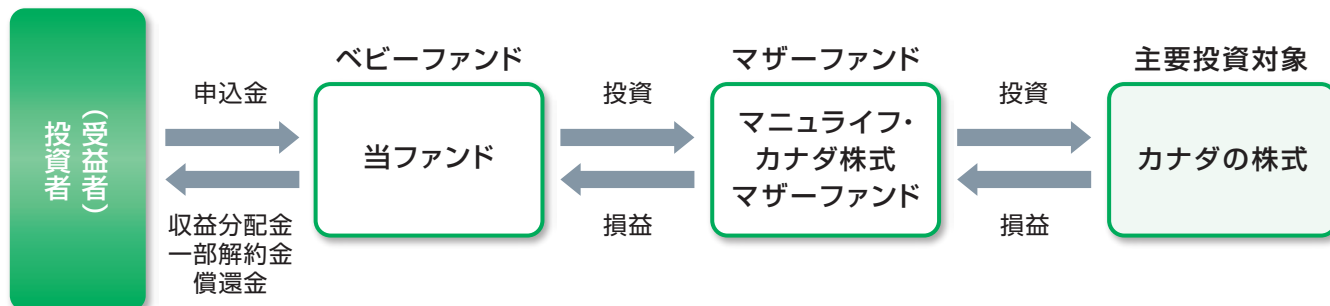 投資者
(受益者)
申込金
収益分配金
一部解約金
償還金
ベビーファンド
当ファンド
投資
損益
マザーファンド
マニュライフ・
カナダ株式
マザーファンド
投資
損益
主要投資対象
カナダの株式